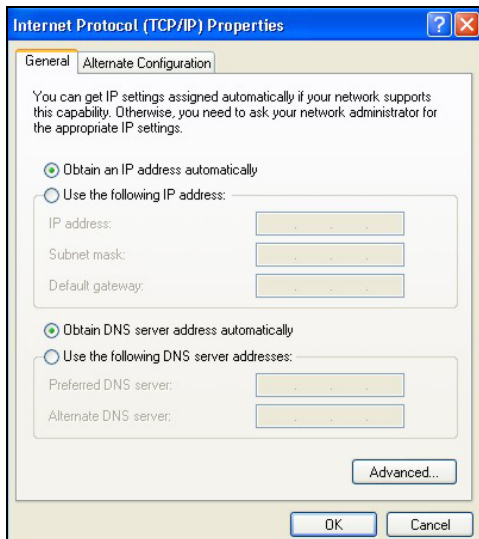 Internet Protocol (TCP/IP) Properties
General
Alternate Configuration
You can get IP settings assigned automatically if your network supports
this capability. Otherwise, you need to ask your network administrator for
the appropriate IP settings.
Obtain an IP address automatically
Use the following IP address:
IP address:
Subnet mask:
Default gateway:
Obtain DNS server address automatically
Use the following DNS server addresses:
Preferred DNS server:
Alternate DNS server:
Advanced...
OK
Cancel